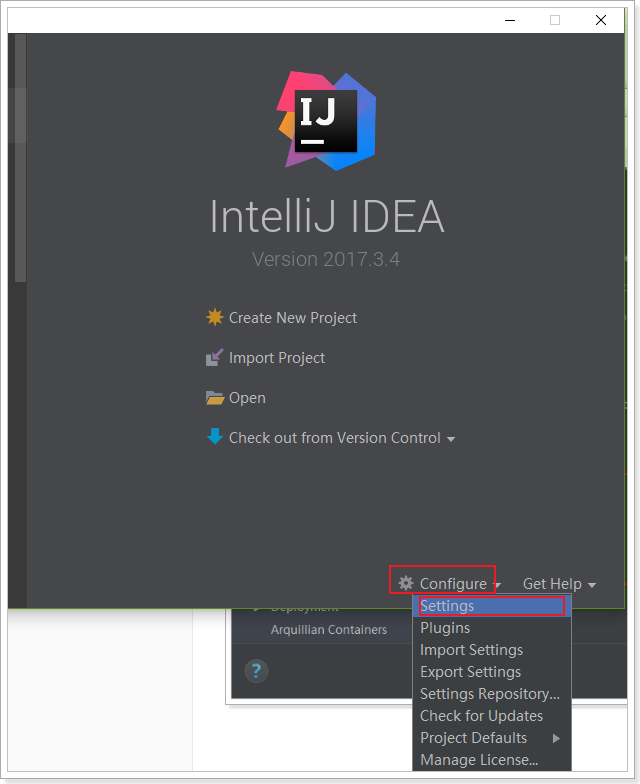 IJ
IntelliJ IDEA
Version 2017.3.4
Create New Project
Import Project
Open
Check out from Version Control
Configure
Get Help
Settings
Plugins
Import Settings
Export Settings
Settings Repository...
Check for Updates
Project Defaults
Manage License...
Deployment
Arquillian Containers
?